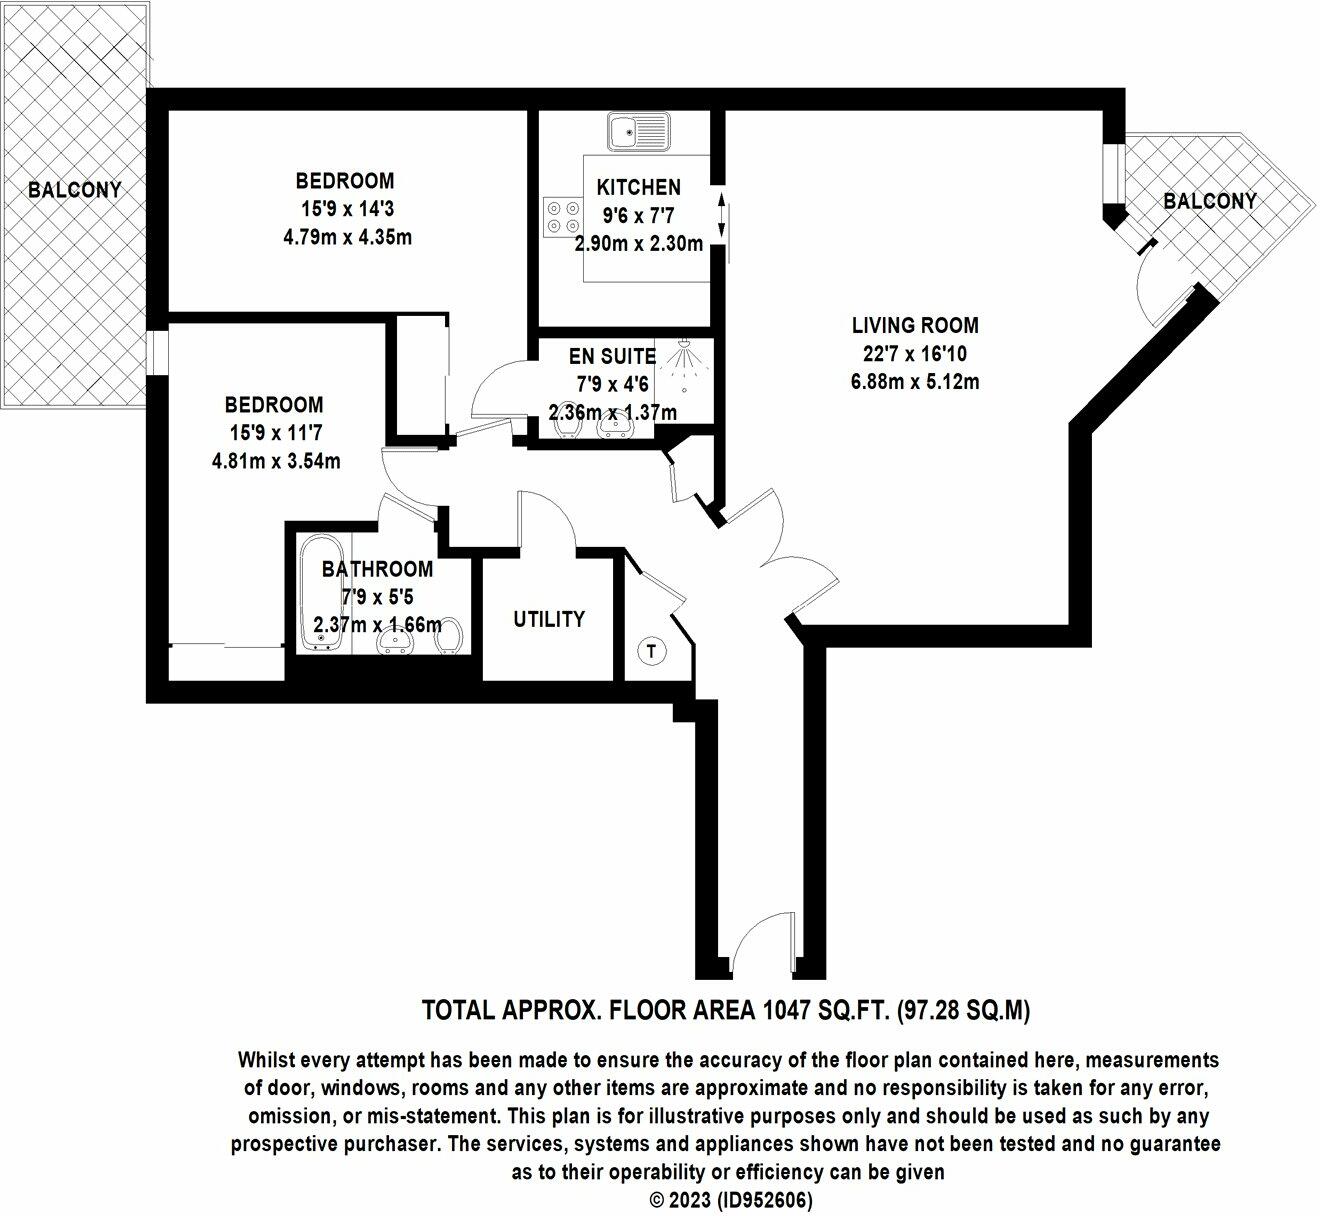 BALCONY
BEDROOM
15'9 x 14'3
4.79m x 4.35m
KITCHEN
9'6 x 7'7
2.90m x 2.30m
BALCONY
LIVING ROOM
22'7 x 16'10
6.88m x 5.12m
EN SUITE
7'9 x 4'6
2.36m x 1.37m
BEDROOM
15'9 x 11'7
4.81m x 3.54m
BATHROOM
7'9 x 5'5
2.37m x 1.66m
UTILITY
T
TOTAL APPROX. FLOOR AREA 1047 SQ.FT. (97.28 SQ.M)
Whilst every attempt has been made to ensure the accuracy of the floor plan contained here, measurements
of door, windows, rooms and any other items are approximate and no responsibility is taken for any error,
omission, or mis-statement. This plan is for illustrative purposes only and should be used as such by any
prospective purchaser. The services, systems and appliances shown have not been tested and no guarantee
as to their operability or efficiency can be given
© 2023 (ID952606)